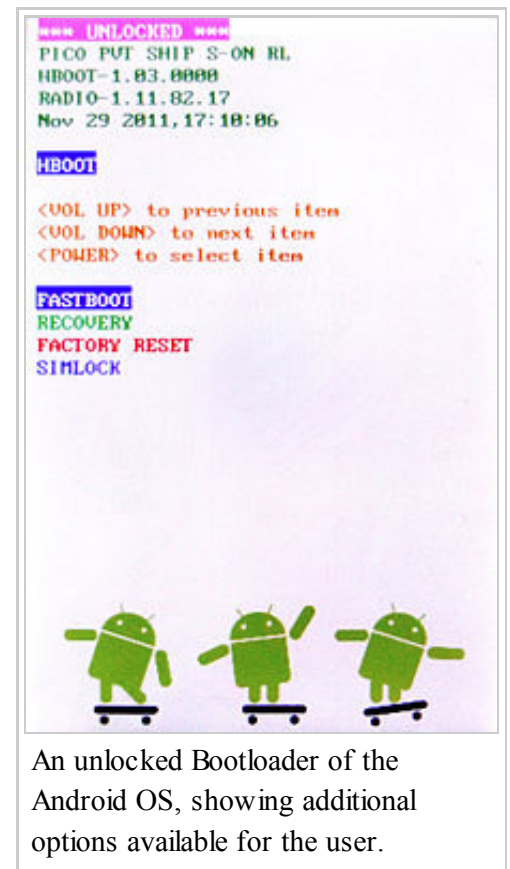 *** UNLOCKED ***
PICO PVT SHIP S-ON RL
HBOOT-1.03.0000
RADIO-1.11.82.17
Nov 29 2011,17:10:06
HBOOT
<VOL UP> to previous item
<VOL DOWN> to next item
<POWER> to select item
FASTBOOT
RECOVERY
FACTORY RESET
SIMLOCK
An unlocked Bootloader of the
Android OS, showing additional
options available for the user.